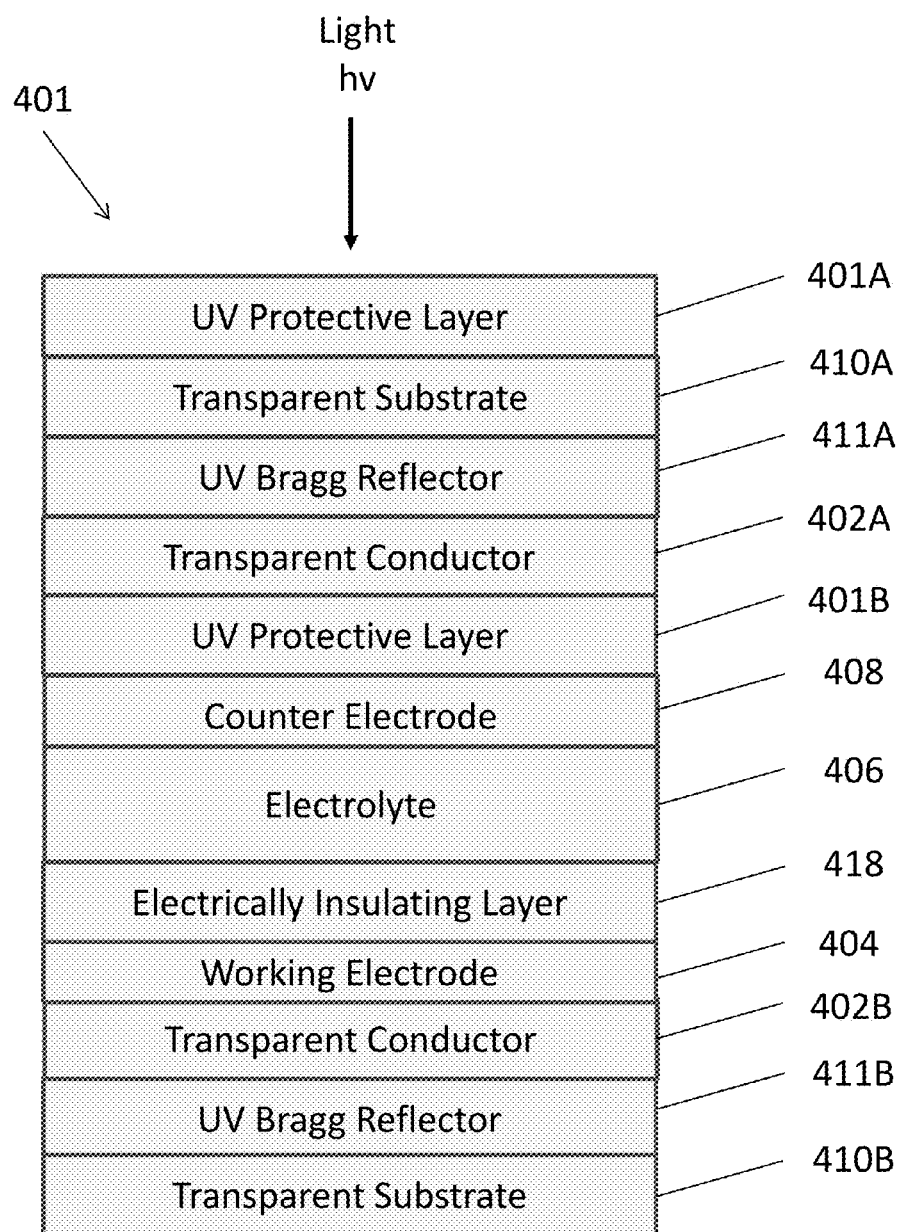 Light
hv
401
UV Protective Layer
401A
Transparent Substrate
410A
UV Bragg Reflector
411A
Transparent Conductor
402A
UV Protective Layer
401B
Counter Electrode
408
Electrolyte
406
Electrically Insulating Layer
418
Working Electrode
404
Transparent Conductor
402B
UV Bragg Reflector
411B
Transparent Substrate
410B